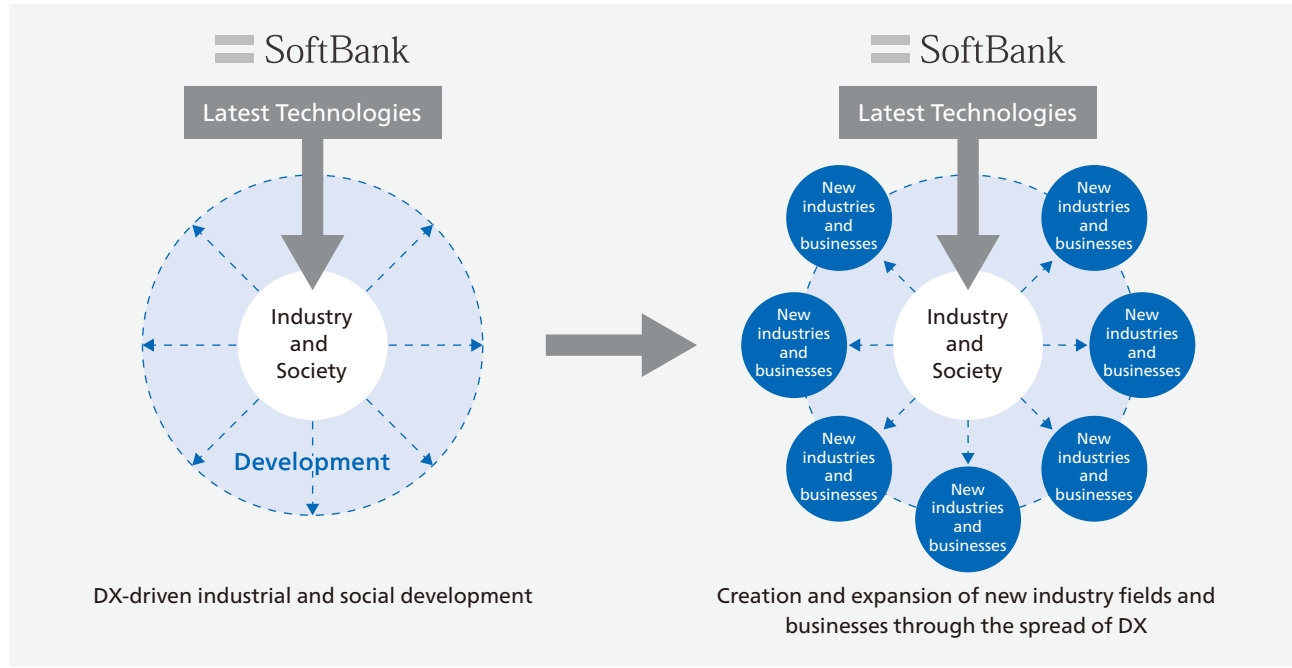 SoftBank
Latest Technologies
Industry
and
Society
Development
DX-driven industrial and social development
SoftBank
Latest Technologies
New
industries
and
businesses
New
industries
and
businesses
New
industries
and
businesses
Industry
and
Society
New
industries
and
businesses
New
industries
and
businesses
New
industries
and
businesses
New
industries
and
businesses
Creation and expansion of new industry fields and
businesses through the spread of DX